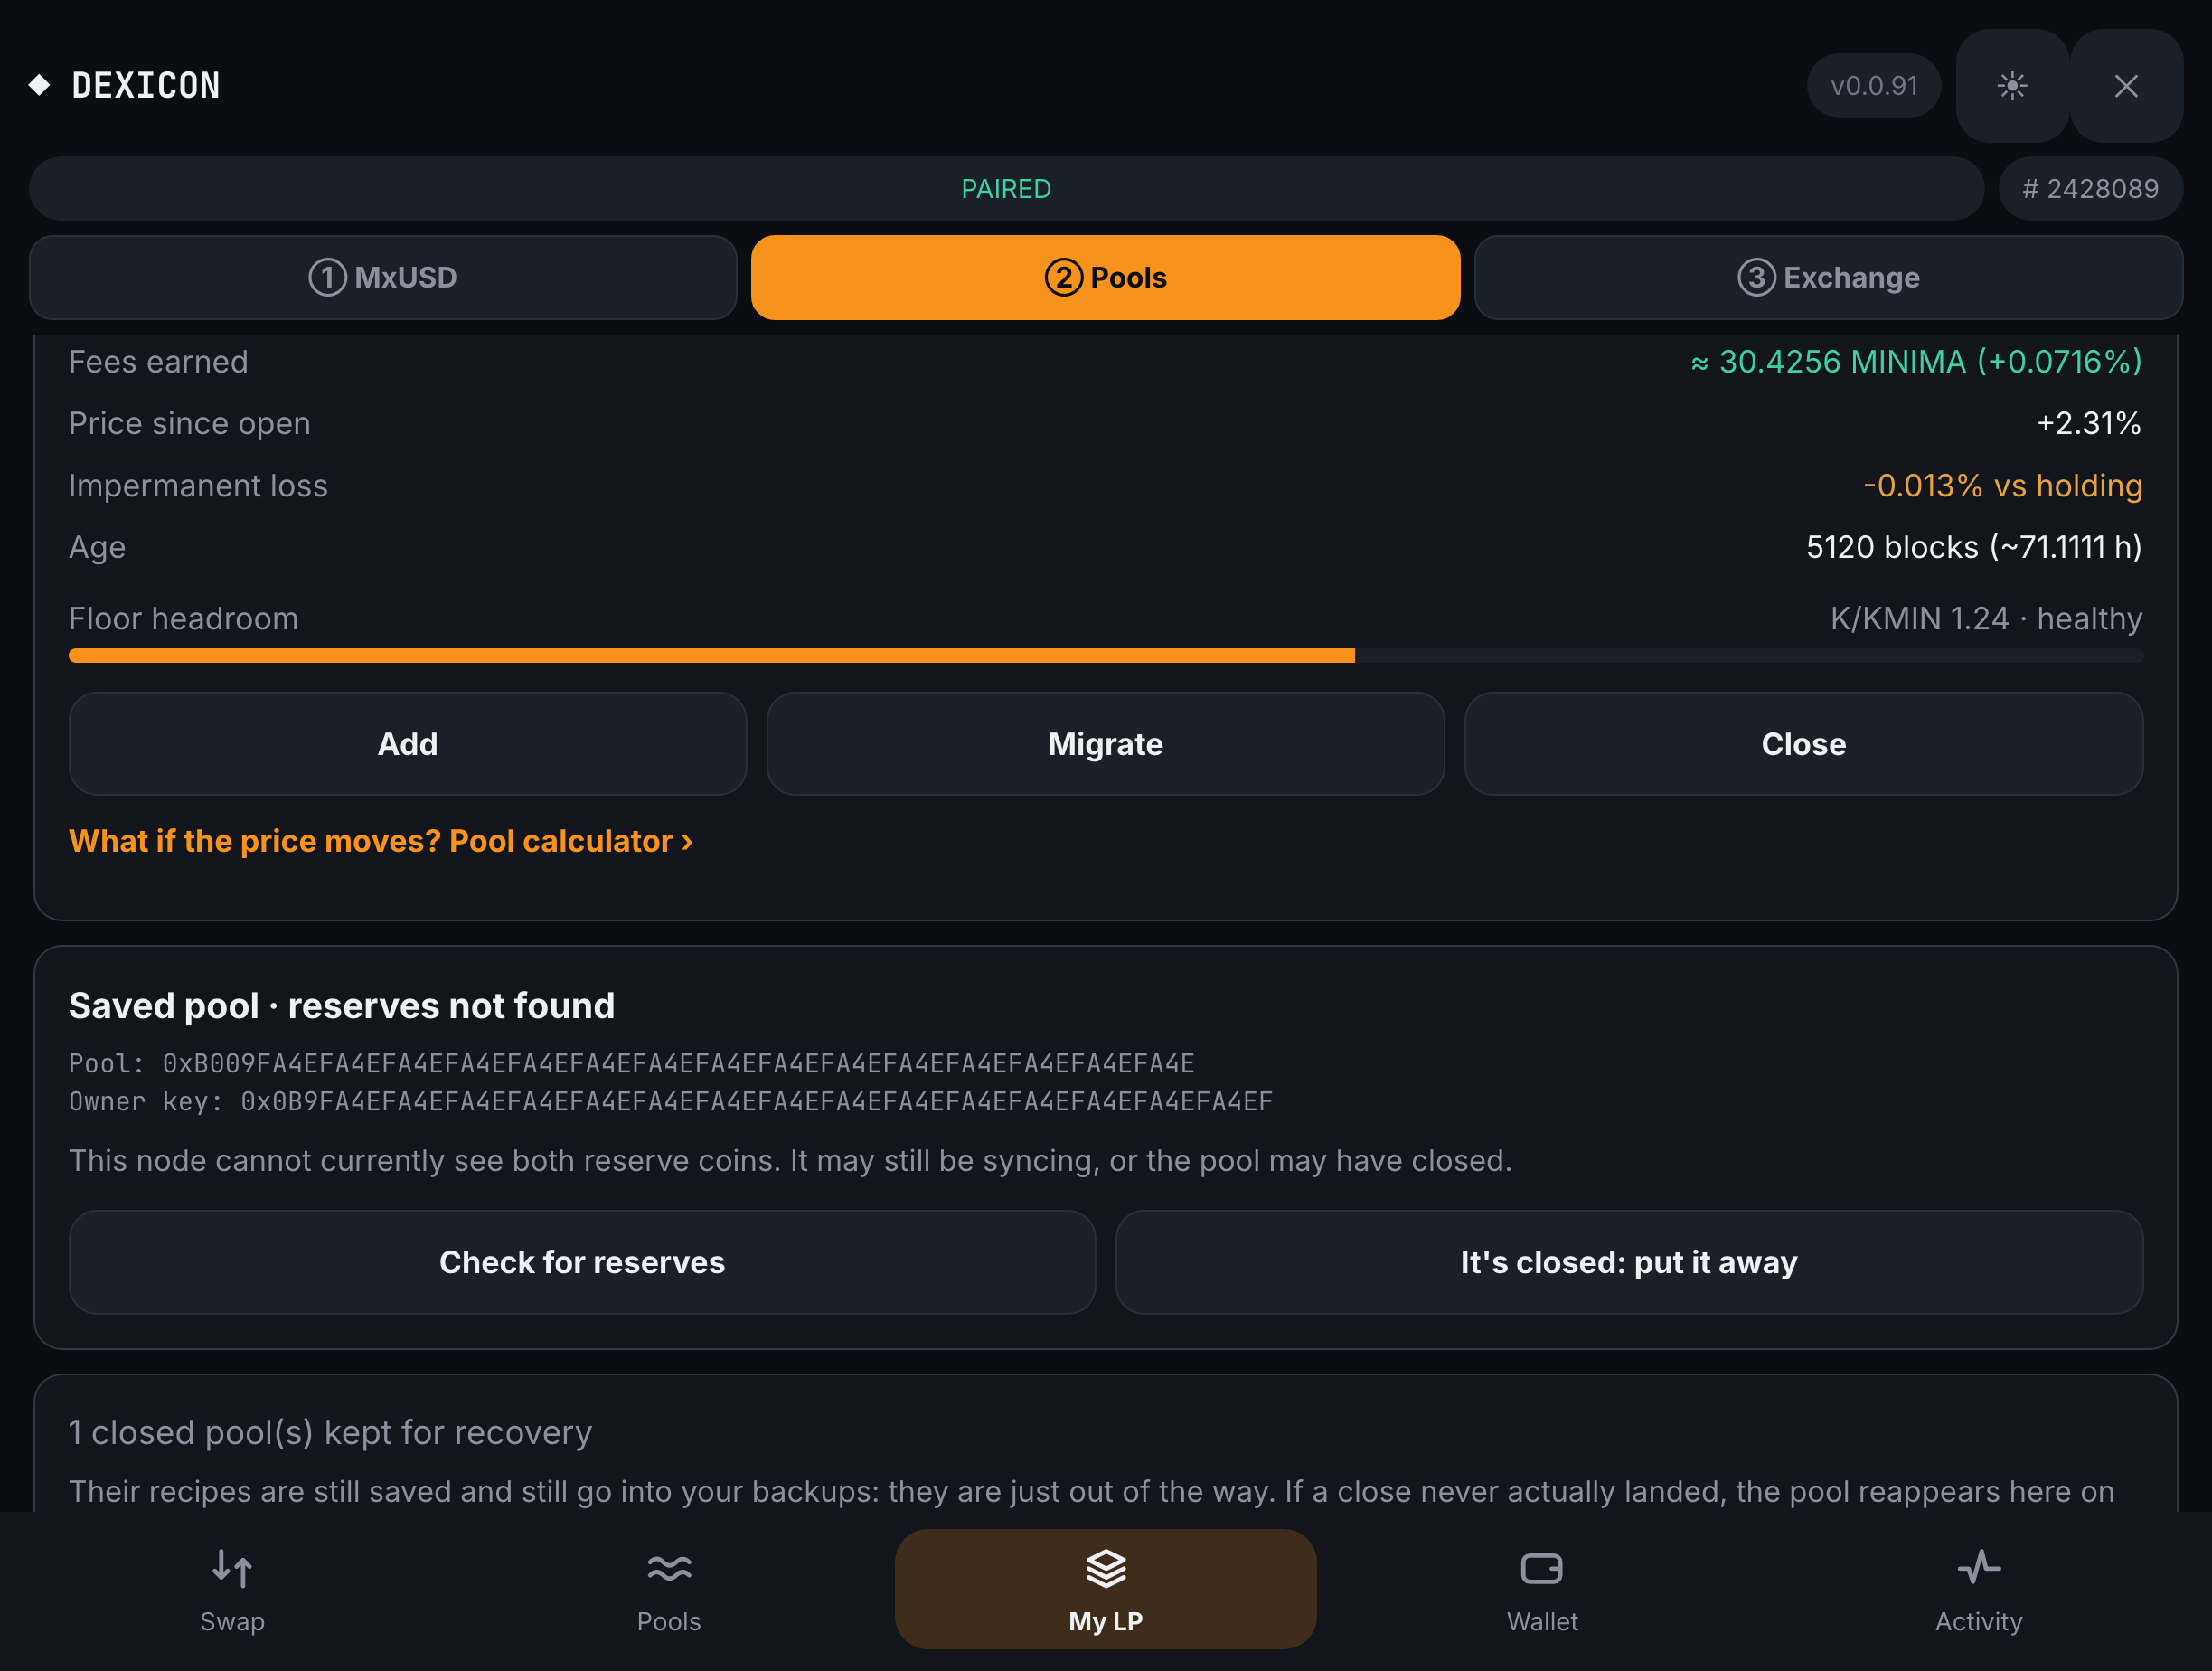 DEXICON
v0.0.91
PAIRED
# 2428089
① MxUSD
② Pools
③ Exchange
Fees earned
≈ 30.4256 MINIMA (+0.0716%)
Price since open
+2.31%
Impermanent loss
-0.013% vs holding
Age
5120 blocks (~71.1111 h)
Floor headroom
K/KMIN 1.24 · healthy
Add
Migrate
Close
What if the price moves? Pool calculator ›
Saved pool · reserves not found
Pool: 0xB009FA4EFA4EFA4EFA4EFA4EFA4EFA4EFA4EFA4EFA4EFA4EFA4EFA4EFA4EFA4E
Owner key: 0x0B9FA4EFA4EFA4EFA4EFA4EFA4EFA4EFA4EFA4EFA4EFA4EFA4EFA4EFA4EFA4EF
This node cannot currently see both reserve coins. It may still be syncing, or the pool may have closed.
Check for reserves
It's closed: put it away
1 closed pool(s) kept for recovery
Their recipes are still saved and still go into your backups: they are just out of the way. If a close never actually landed, the pool reappears here on
Swap
Pools
My LP
Wallet
Activity